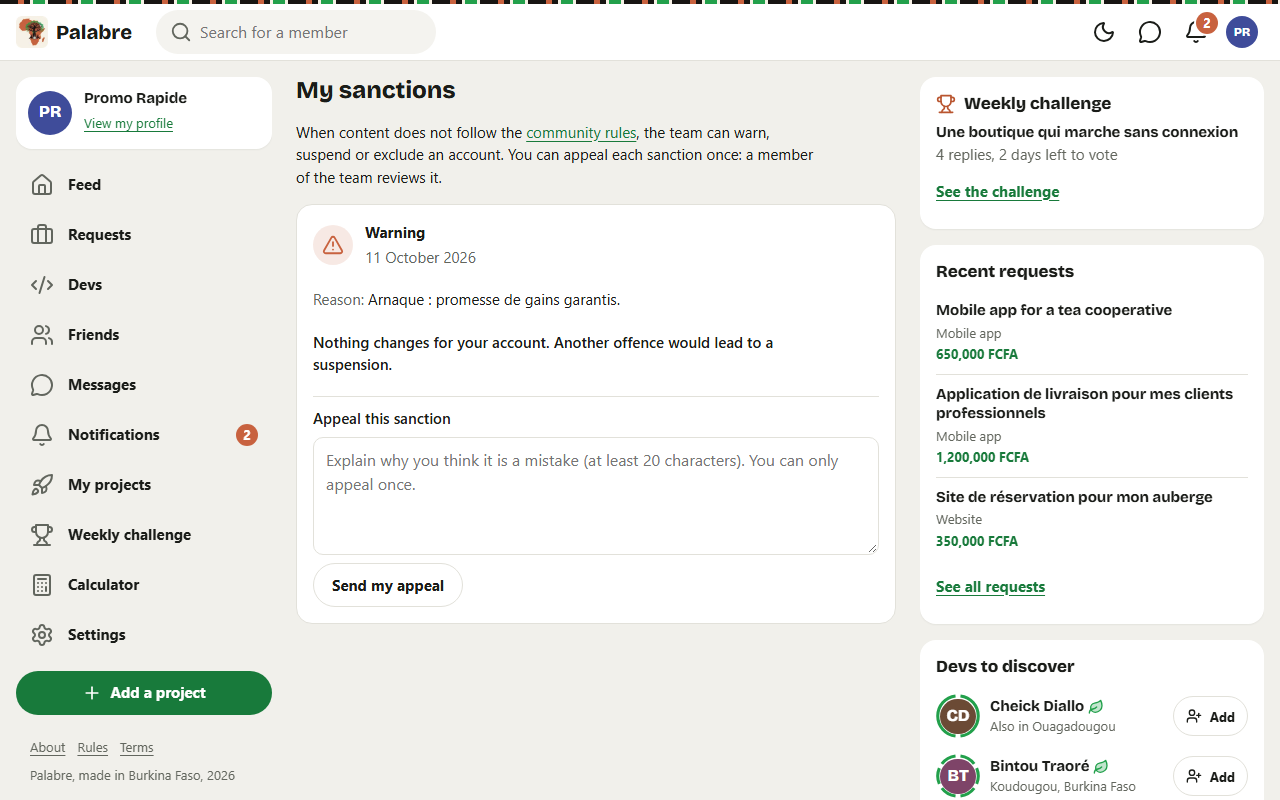 Palabre
Search for a member
2
PR
PR
Promo Rapide
View my profile
Feed
Requests
Devs
Friends
Messages
Notifications
2
My projects
Weekly challenge
Calculator
Settings
Add a project
About Rules Terms
Palabre, made in Burkina Faso, 2026
My sanctions
When content does not follow the community rules, the team can warn,
suspend or exclude an account. You can appeal each sanction once: a member
of the team reviews it.
Warning
11 October 2026
Reason: Arnaque : promesse de gains garantis.
Nothing changes for your account. Another offence would lead to a
suspension.
Appeal this sanction
Explain why you think it is a mistake (at least 20 characters). You can only
appeal once.
Send my appeal
Weekly challenge
Une boutique qui marche sans connexion
4 replies, 2 days left to vote
See the challenge
Recent requests
Mobile app for a tea cooperative
Mobile app
650,000 FCFA
Application de livraison pour mes clients
professionnels
Mobile app
1,200,000 FCFA
Site de réservation pour mon auberge
Website
350,000 FCFA
See all requests
Devs to discover
CD
Cheick Diallo
Also in Ouagadougou
Add
BT
Bintou Traoré
Koudougou, Burkina Faso
Add